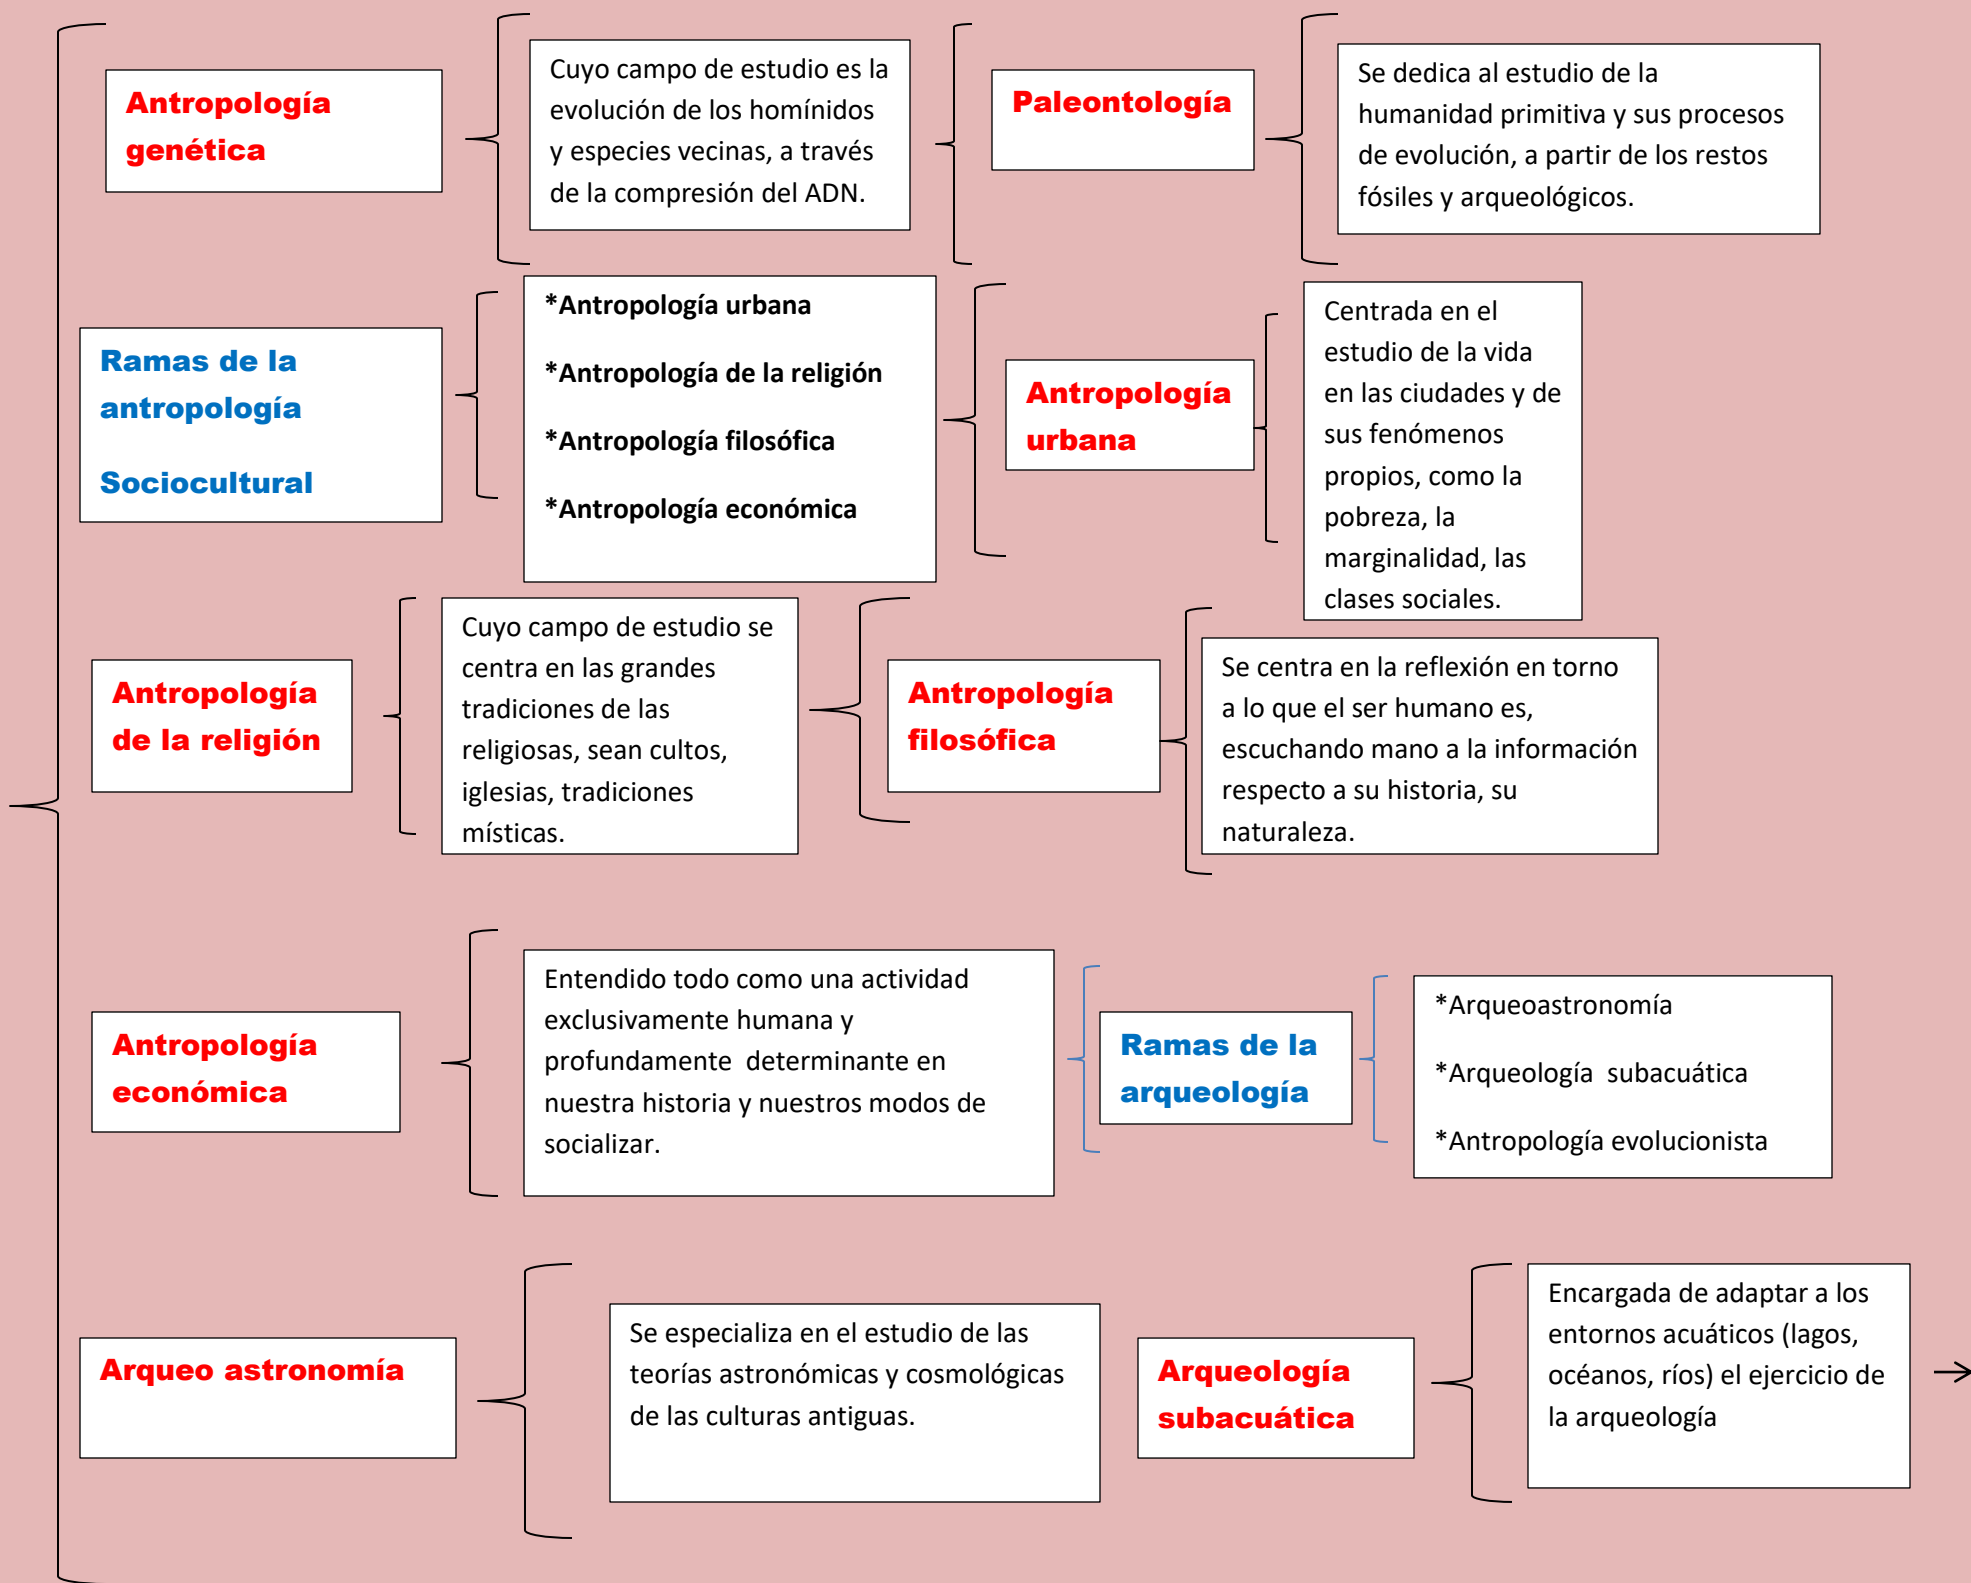 Antropología
genética
Cuyo campo de estudio es la
evolución de los homínidos
y especies vecinas, a través
de la compresión del ADN.
Paleontología
Se dedica al estudio de la
humanidad primitiva y sus procesos
de evolución, a partir de los restos
fósiles y arqueológicos.
Ramas de la
antropología
Sociocultural
*Antropología urbana
*Antropología de la religión
*Antropología filosófica
*Antropología económica
Antropología
urbana
Centrada en el
estudio de la vida
en las ciudades y de
sus fenómenos
propios, como la
pobreza, la
marginalidad, las
clases sociales.
Antropología
de la religión
Cuyo campo de estudio se
centra en las grandes
tradiciones de las
religiosas, sean cultos,
iglesias, tradiciones
místicas.
Antropología
filosófica
Se centra en la reflexión en torno
a lo que el ser humano es,
escuchando mano a la información
respecto a su historia, su
naturaleza.
Antropología
económica
Entendido todo como una actividad
exclusivamente humana y
profundamente  determinante en
nuestra historia y nuestros modos de
socializar.
Ramas de la
arqueología
*Arqueoastronomía
*Arqueología  subacuática
*Antropología evolucionista
Arqueo astronomía
Se especializa en el estudio de las
teorías astronómicas y cosmológicas
de las culturas antiguas.
Arqueología
subacuática
Encargada de adaptar a los
entornos acuáticos (lagos,
océanos, ríos) el ejercicio de
la arqueología